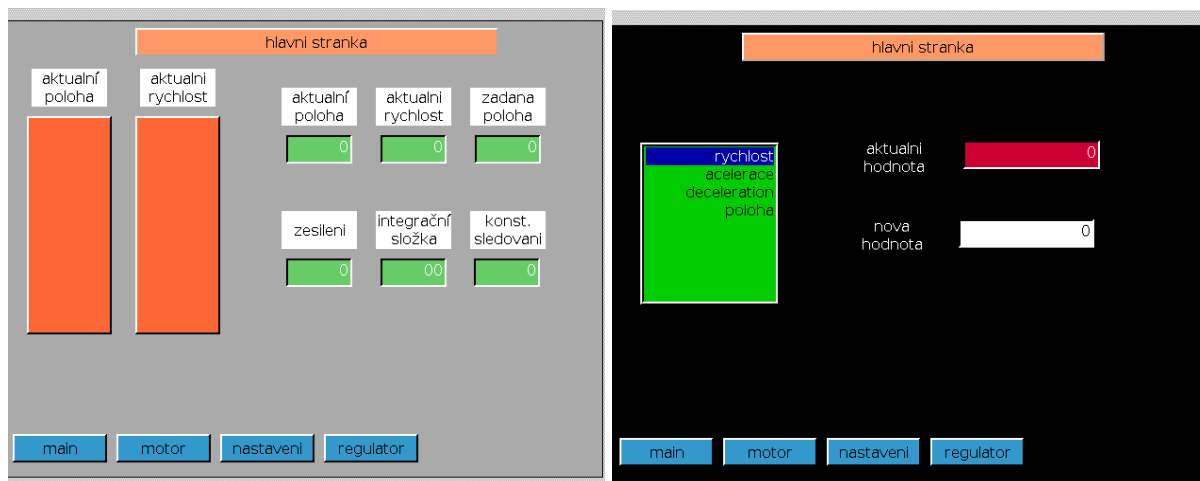 hlavni stranka
aktualní
poloha
aktualni
rychlost
aktualní
poloha
aktualni
rychlost
zadana
poloha
0
0
0
zesileni
integrační
složka
konst.
sledovani
0
00
0
main
motor
nastaveni
regulator
hlavni stranka
rychlost
acelerace
deceleration
poloha
aktualni
hodnota
0
nova
hodnota
0
main
motor
nastaveni
regulator